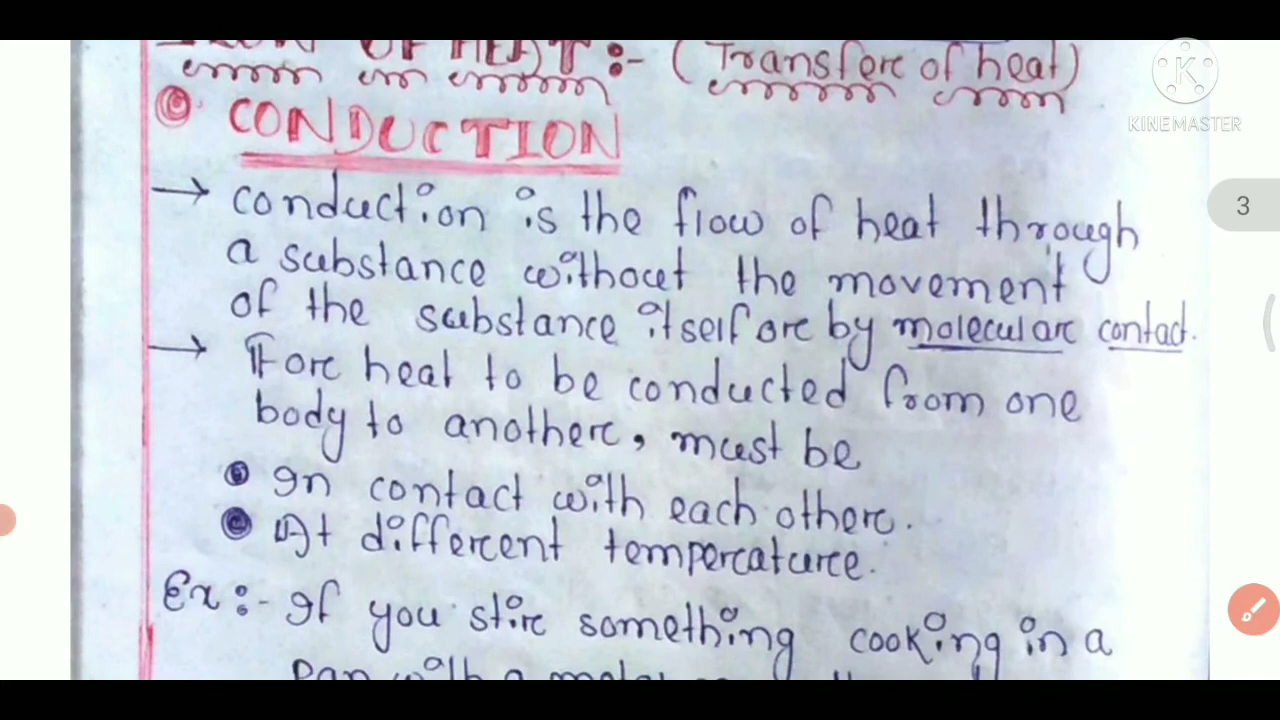 OF HEAT :- (Transfer of heat)
KINEMASTER
CONDUCTION
3
→ conduction is the flow of heat through
a substance without the movement
of the substance itself or by molecular contact.
→ For heat to be conducted from one
body to another, must be
• In contact with each other.
• At different temperature.
Ex :- If you stir something cooking in a